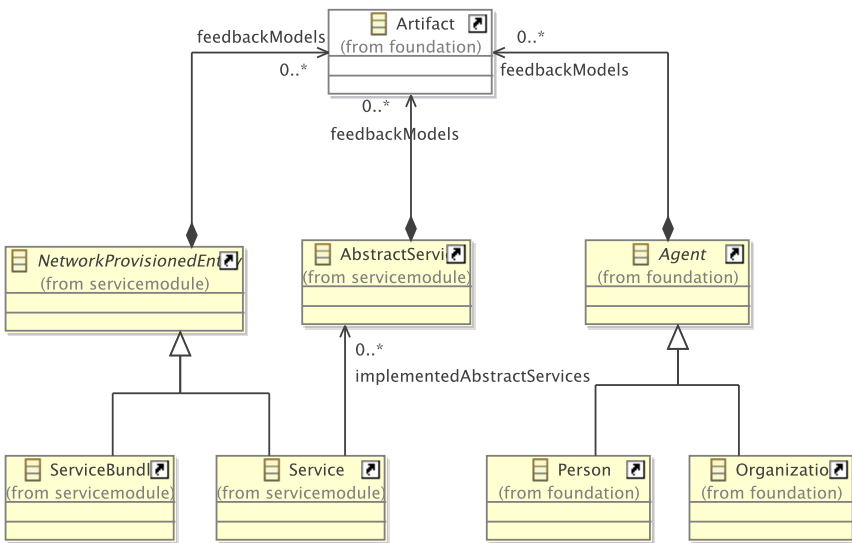 Artifact
(from foundation)
feedbackModels
0..*
0..*
feedbackModels
0..*
feedbackModels
NetworkProvisionedEntity
(from servicemodule)
AbstractServi
(from servicemodule)
Agent
(from foundation)
0..*
implementedAbstractServices
ServiceBundl
(from servicemodule)
Service
(from servicemodule)
Person
(from foundation)
Organizatio
(from foundation)